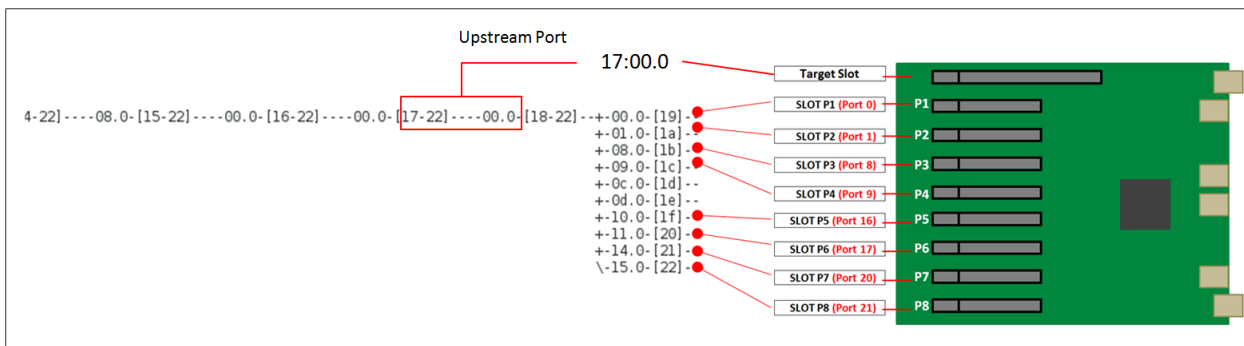 Upstream Port
17:00.0
Target Slot
4-22]----08.0-[15-22]----00.0-[16-22]----00.0-[17-22]----00.0-[18-22]--+-00.0-[19]-
+-01.0-[1a]--
+-08.0-[1b]-
+-09.0-[1c]--
+-0c.0-[1d]--
+-0d.0-[1e]--
+-10.0-[1f]-
+-11.0-[20]-
+-14.0-[21]-
\-15.0-[22]-
SLOT P1 (Port 0)
SLOT P2 (Port 1)
SLOT P3 (Port 8)
SLOT P4 (Port 9)
SLOT P5 (Port 16)
SLOT P6 (Port 17)
SLOT P7 (Port 20)
SLOT P8 (Port 21)
P1
P2
P3
P4
P5
P6
P7
P8